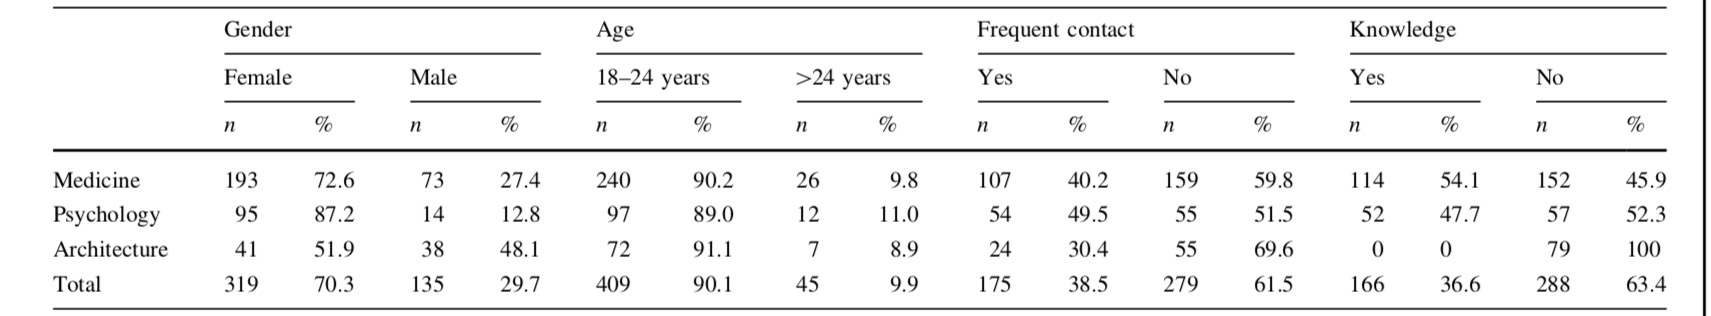 Gender Age Frequent contact Knowledge
Female Male 18–24 years >24 years Yes No Yes No
n % n % n % n % n % n % n % n %
Medicine 193 72.6 73 27.4 240 90.2 26 9.8 107 40.2 159 59.8 114 54.1 152 45.9
Psychology 95 87.2 14 12.8 97 89.0 12 11.0 54 49.5 55 51.5 52 47.7 57 52.3
Architecture 41 51.9 38 48.1 72 91.1 7 8.9 24 30.4 55 69.6 0 0 79 100
Total 319 70.3 135 29.7 409 90.1 45 9.9 175 38.5 279 61.5 166 36.6 288 63.4